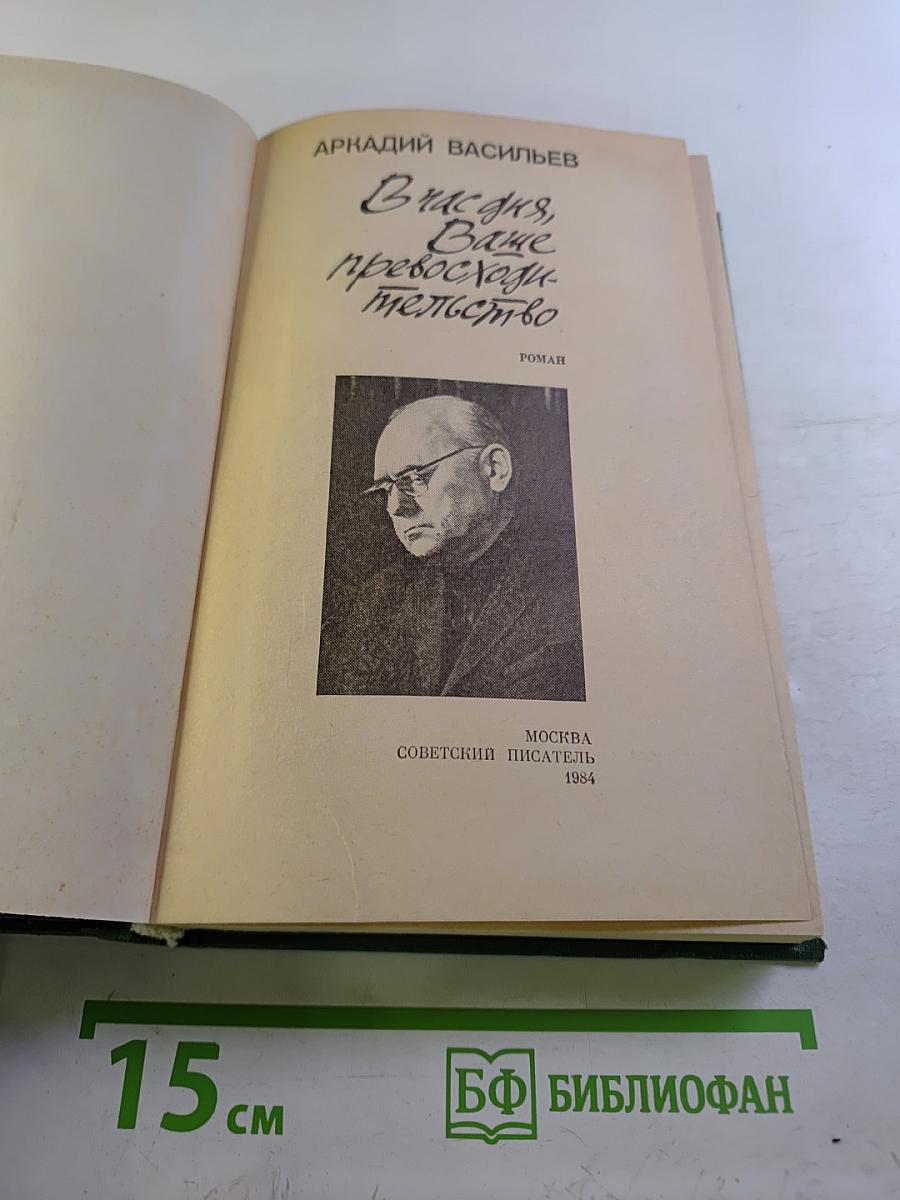 АРКАДИЙ ВАСИЛЬЕВ
В час дня,
Ваше
превосходи-
тельство
РОМАН
МОСКВА
СОВЕТСКИЙ ПИСАТЕЛЬ
1984
15 см
БФ БИБЛИОФАН